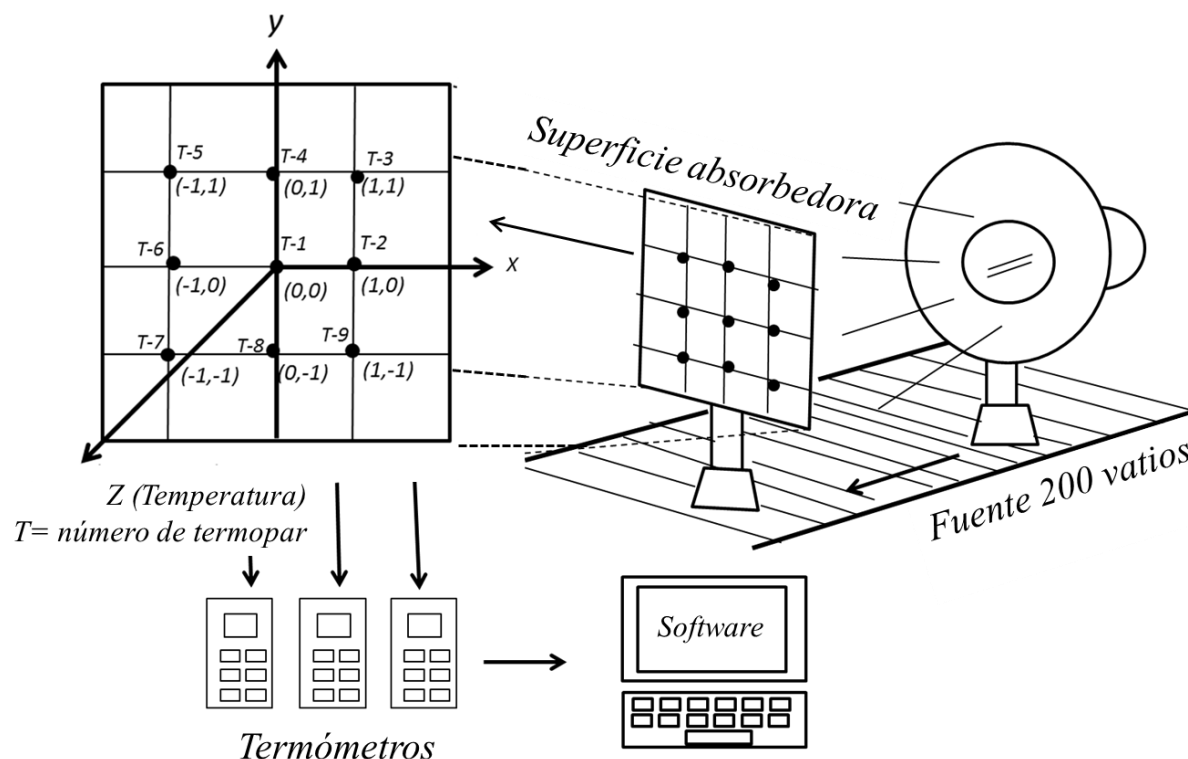 y
T-5
T-4
T-3
(-1,1)
(0,1)
(1,1)
T-6
T-1
T-2
x
(-1,0)
(0,0)
(1,0)
T-7
T-8
T-9
(-1,-1)
(0,-1)
(1,-1)
Superficie absorbedora
Fuente 200 vatios
Z (Temperatura)
T= número de termopar
Software
Termómetros